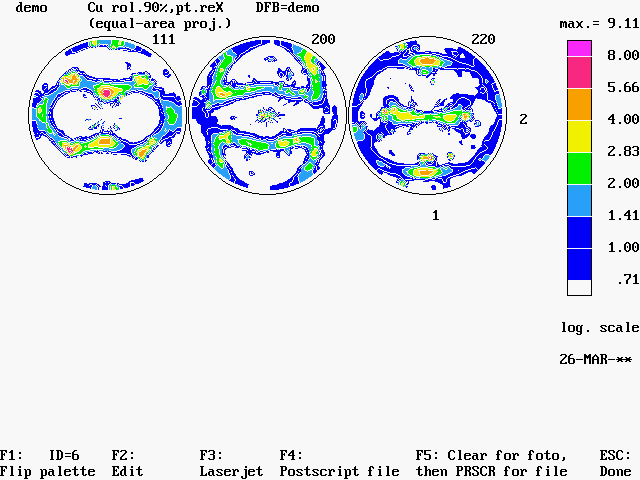 demo Cu rol.90%,pt.reX DFB=demo
(equal-area proj.)
max.= 9.11
111 200 220
8.00
5.66
4.00
2
2.83
2.00
1.41
1
1.00
.71
log. scale
26-MAR-**
F1: ID=6 F2: F3: F4: F5: Clear for foto, ESC:
Flip palette Edit Laserjet Postscript file then PRSCR for file Done